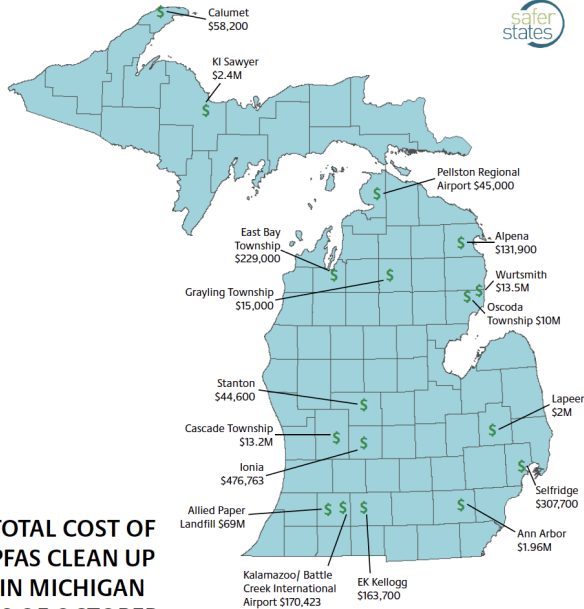 safer
states
Calumet
$58,200
KI Sawyer
$2.4M
$
$
Pellston Regional
Airport $45,000
$
East Bay
Township
$229,000
$
Alpena
$131,900
$
Wurtsmith
$13.5M
$
Grayling Township
$15,000
$
Oscoda
Township $10M
$
Stanton
$44,600
$
Lapeer
$2M
$
Cascade Township
$13.2M
$
Ionia
$476,763
$
Selfridge
$307,700
$
Allied Paper
Landfill $69M
$ $ $
$
Ann Arbor
$1.96M
Kalamazoo/ Battle
Creek International
Airport $170,423
EK Kellogg
$163,700
TOTAL COST OF
PFAS CLEAN UP
IN MICHIGAN